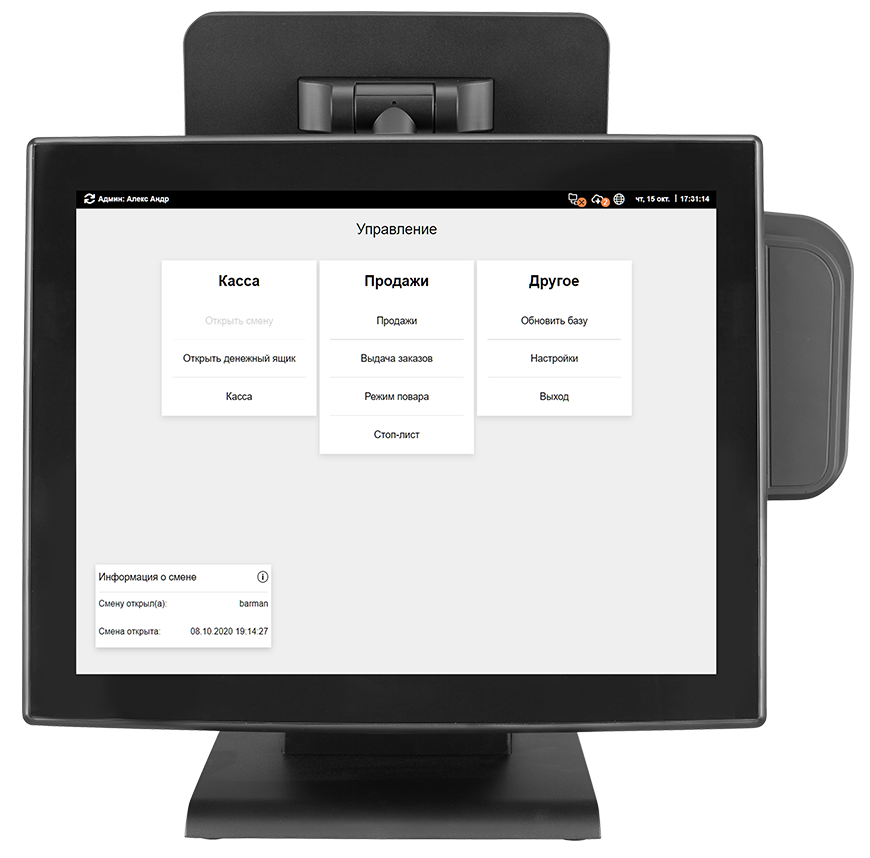 Админ: Алекс Андр
2
чт, 15 окт. | 17:31:14
Управление
Касса
Открыть смену
Открыть денежный ящик
Касса
Продажи
Продажи
Выдача заказов
Режим повара
Стоп-лист
Другое
Обновить базу
Настройки
Выход
Информация о смене
Смену открыл(а): barman
Смена открыта: 08.10.2020 19:14:27